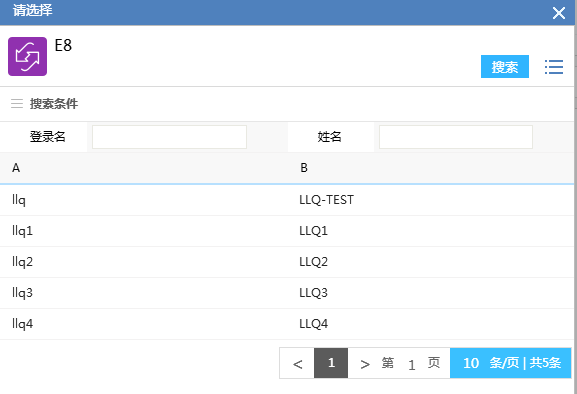 请选择
E8
搜索
搜索条件
登录名 姓名
A B
llq LLQ-TEST
llq1 LLQ1
llq2 LLQ2
llq3 LLQ3
llq4 LLQ4
< 1 > 第 1 页 10 条/页 | 共5条